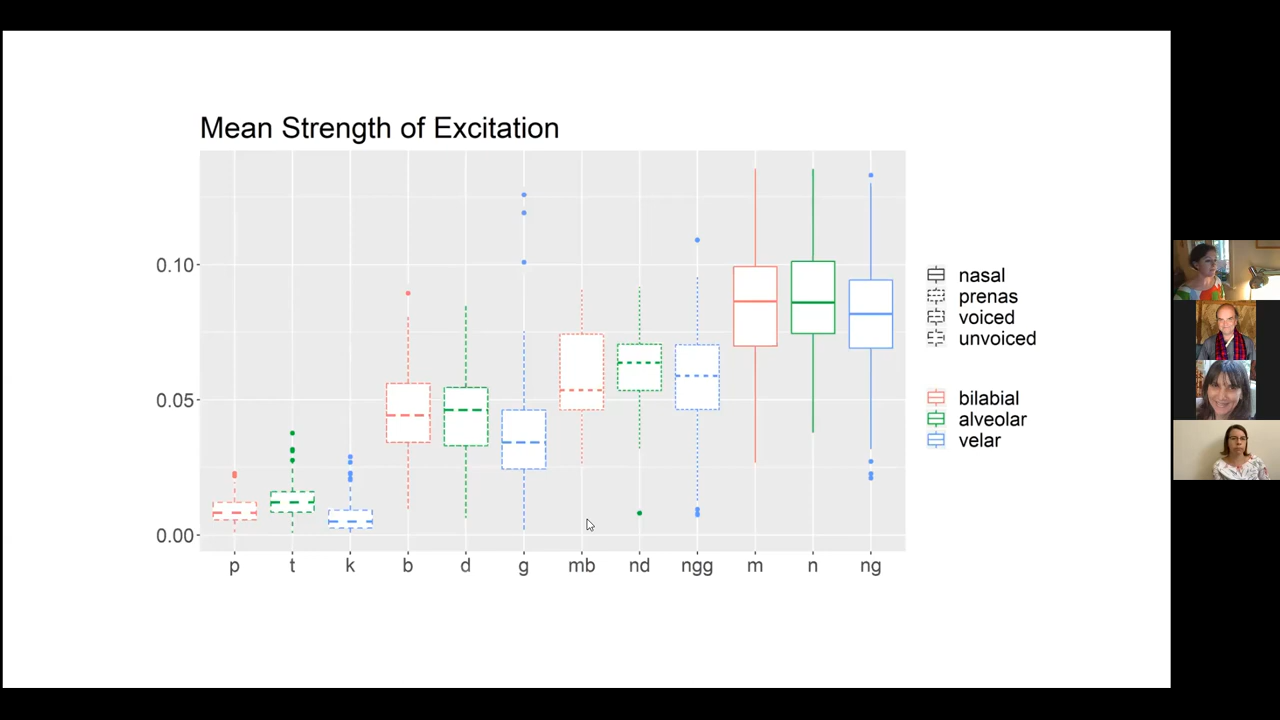 Mean Strength of Excitation
0.10
0.05
0.00
p t k b d g mb nd ngg m n ng
nasal
prenas
voiced
unvoiced
bilabial
alveolar
velar